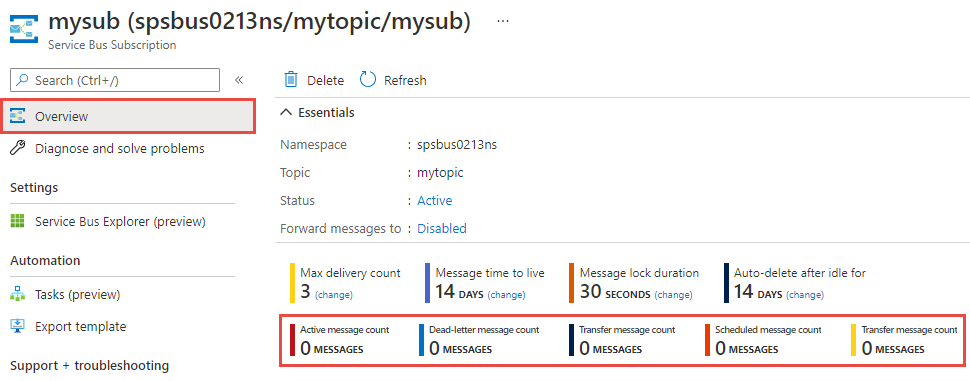 mysub (spsbus0213ns/mytopic/mysub) ...
Service Bus Subscription
Search (Ctrl+/) «
Overview
Diagnose and solve problems
Settings
Service Bus Explorer (preview)
Automation
Tasks (preview)
Export template
Support + troubleshooting
Delete Refresh
Essentials
Namespace : spsbus0213ns
Topic : mytopic
Status : Active
Forward messages to : Disabled
Max delivery count Message time to live Message lock duration Auto-delete after idle for
3 (change) 14 DAYS (change) 30 SECONDS (change) 14 DAYS (change)
Active message count Dead-letter message count Transfer message count Scheduled message count Transfer message count
0 MESSAGES 0 MESSAGES 0 MESSAGES 0 MESSAGES 0 MESSAGES